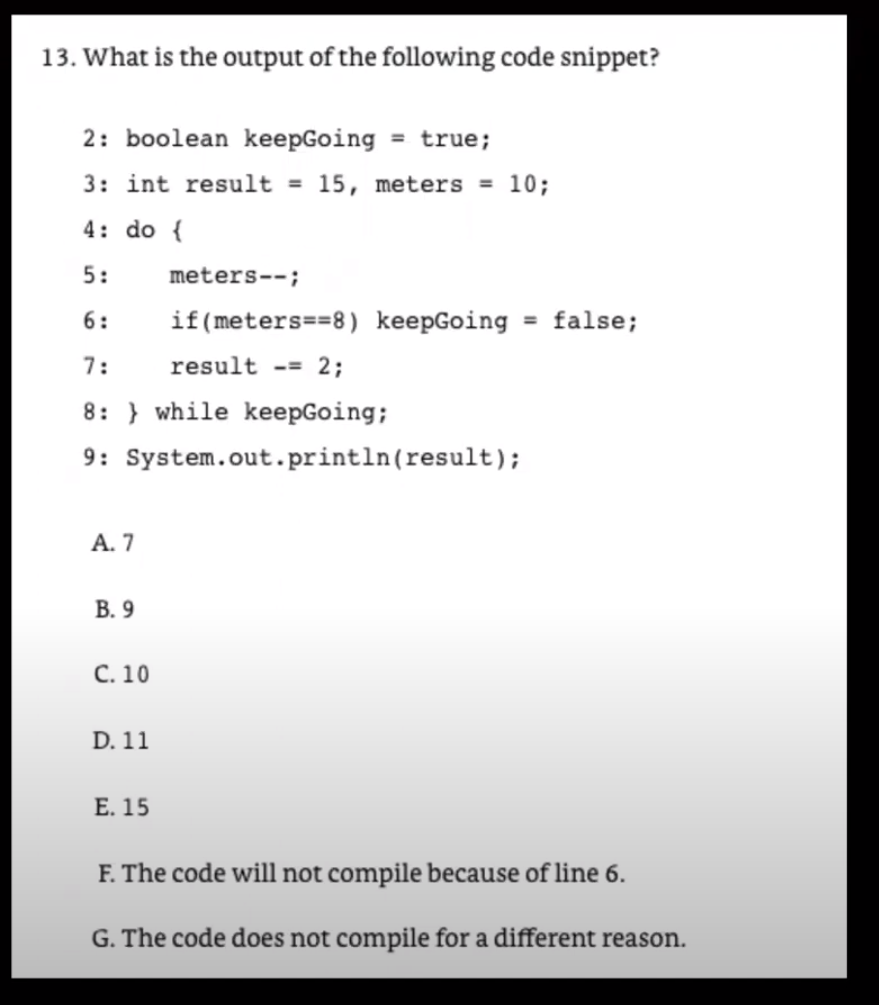 13. What is the output of the following code snippet?
2: boolean keepGoing = true;
3: int result = 15, meters = 10;
4: do {
5:    meters--;
6:    if(meters==8) keepGoing = false;
7:    result -= 2;
8: } while keepGoing;
9: System.out.println(result);
A. 7
B. 9
C. 10
D. 11
E. 15
F. The code will not compile because of line 6.
G. The code does not compile for a different reason.